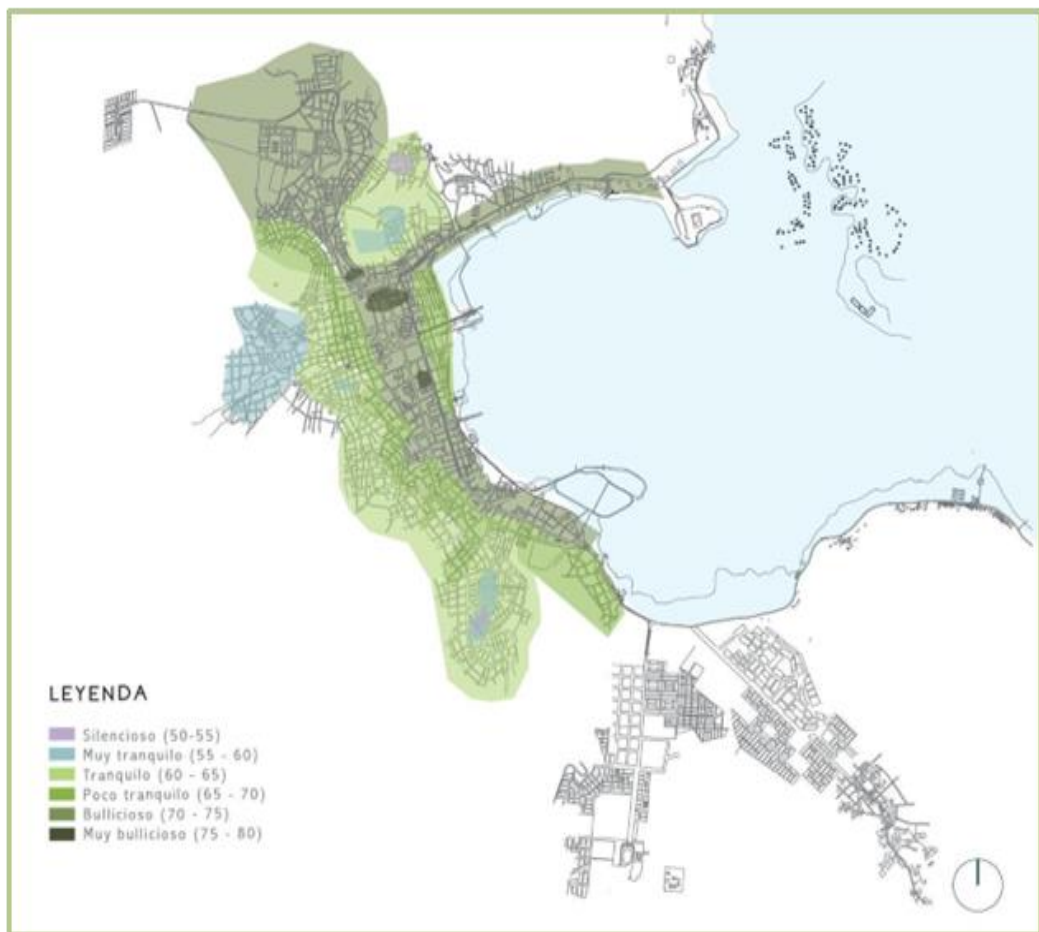 LEYENDA
Silencioso (50-55)
Muy tranquilo (55 - 60)
Tranquilo (60 - 65)
Poco tranquilo (65 - 70)
Bullicioso (70 - 75)
Muy bullicioso (75 - 80)